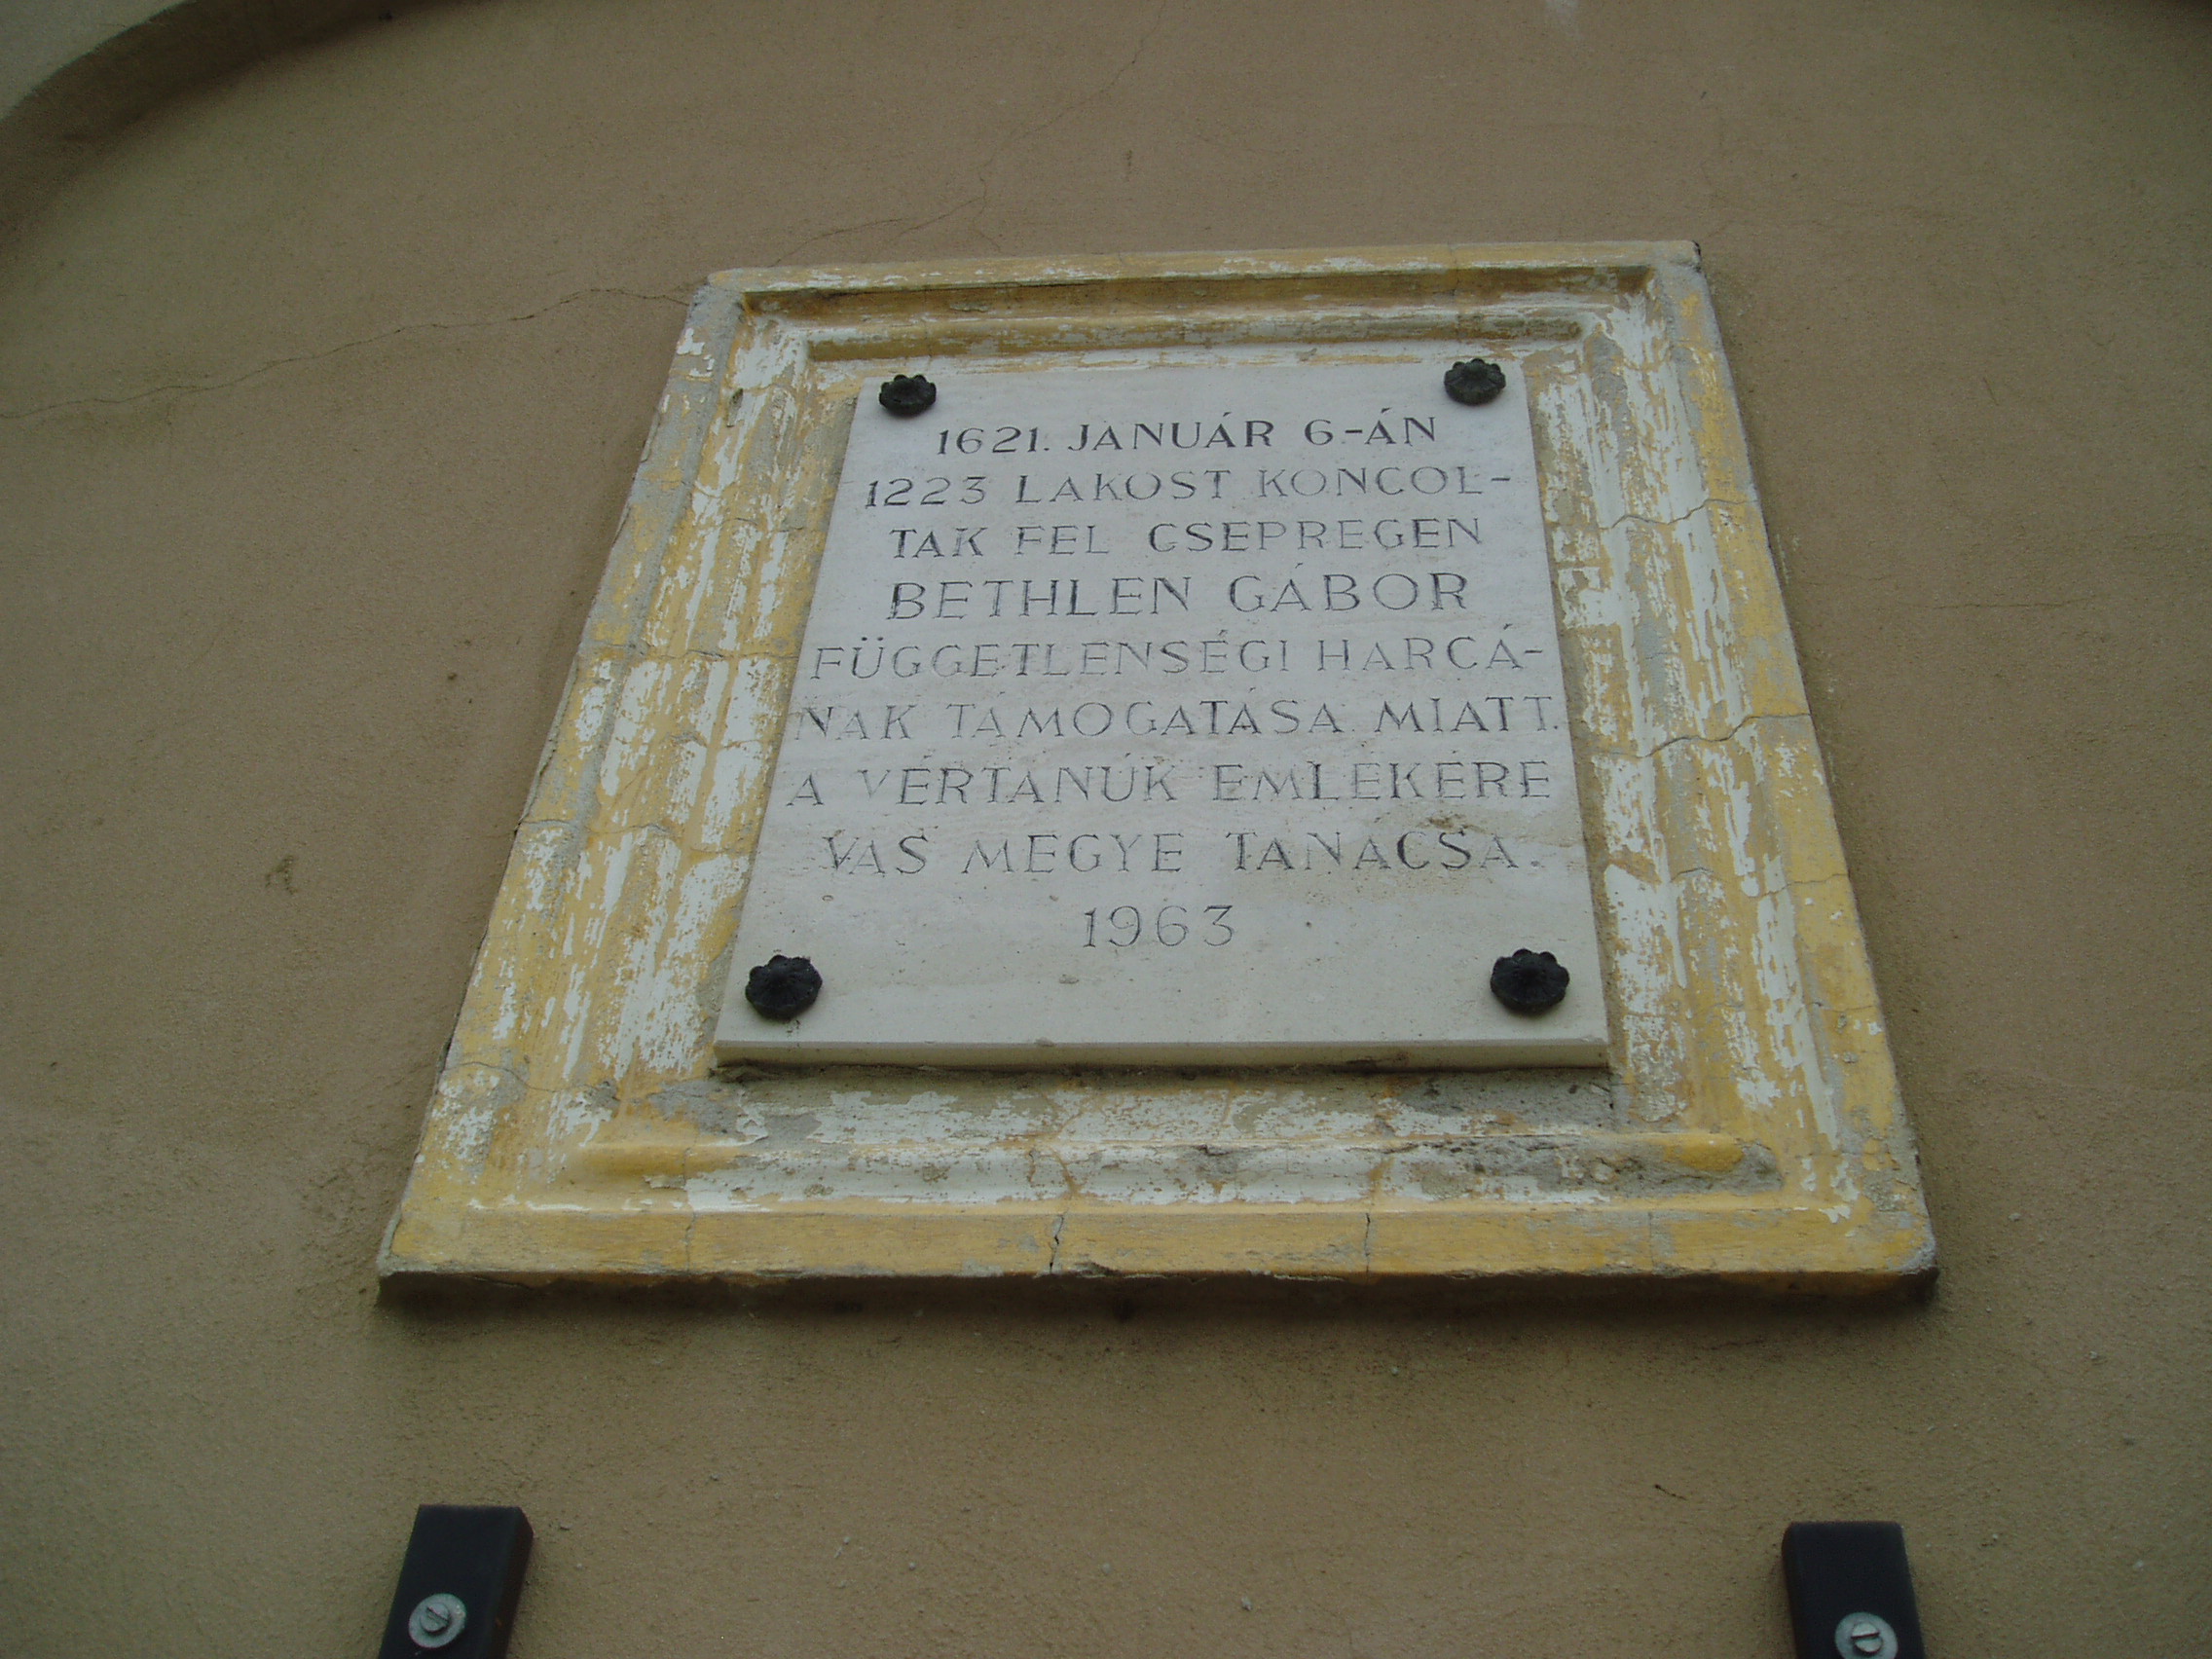 1621. JANUÁR 6-ÁN
1223 LAKOST KONCOL-
TAK FEL CSEPREGEN
BETHLEN GÁBOR
FÜGGETLENSÉGI HARCÁ-
NAK TÁMOGATÁSA MIATT.
A VÉRTANÚK EMLÉKÉRE
VAS MEGYE TANÁCSA.
1963